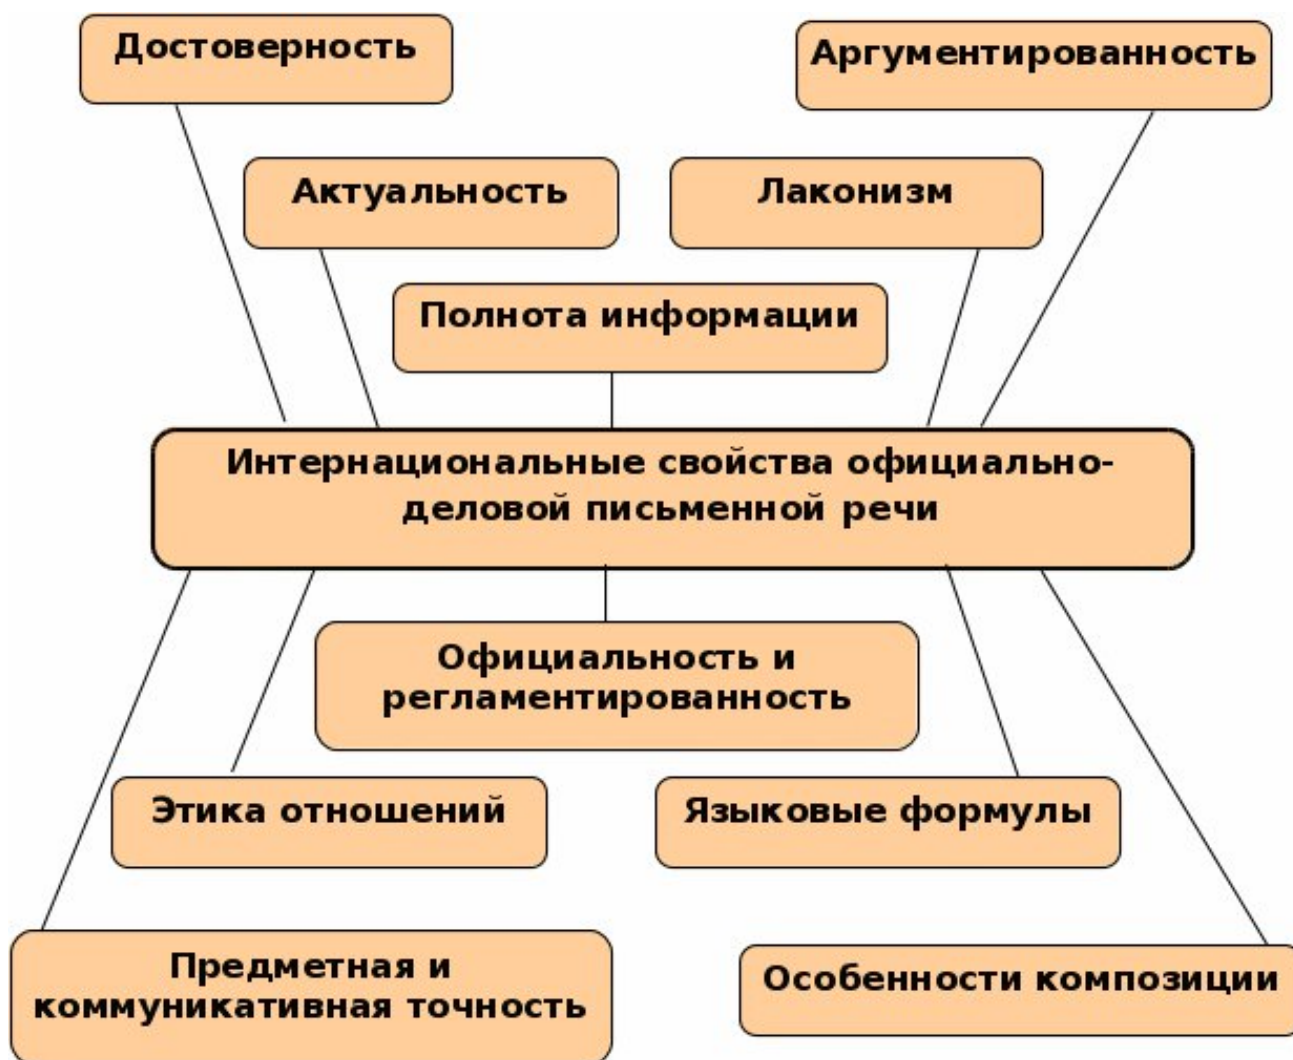 Достоверность
Аргументированность
Актуальность
Лаконизм
Полнота информации
Интернациональные свойства официально-
деловой письменной речи
Официальность и
регламентированность
Этика отношений
Языковые формулы
Предметная и
коммуникативная точность
Особенности композиции